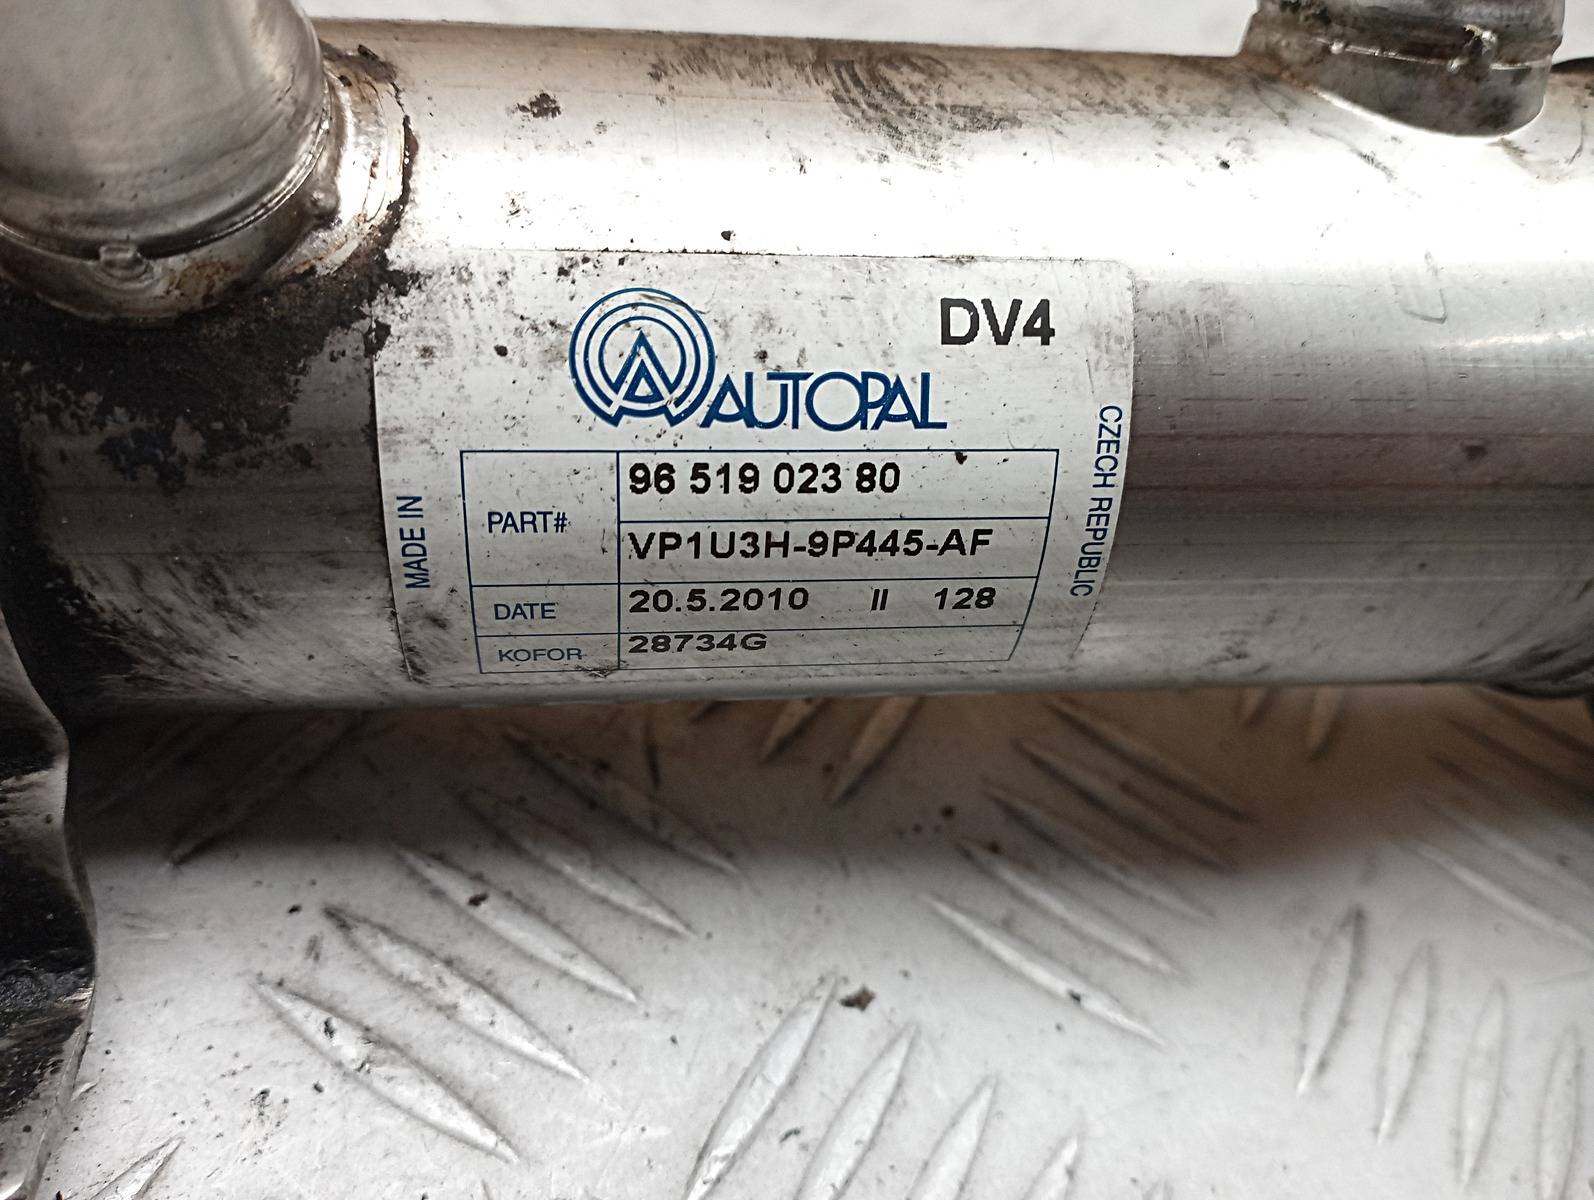 DV4
AUTOPAL
MADE IN
PART#
96 519 023 80
VP1U3H-9P445-AF
DATE
20.5.2010 II 128
KOFOR
28734G
CZECH REPUBLIC